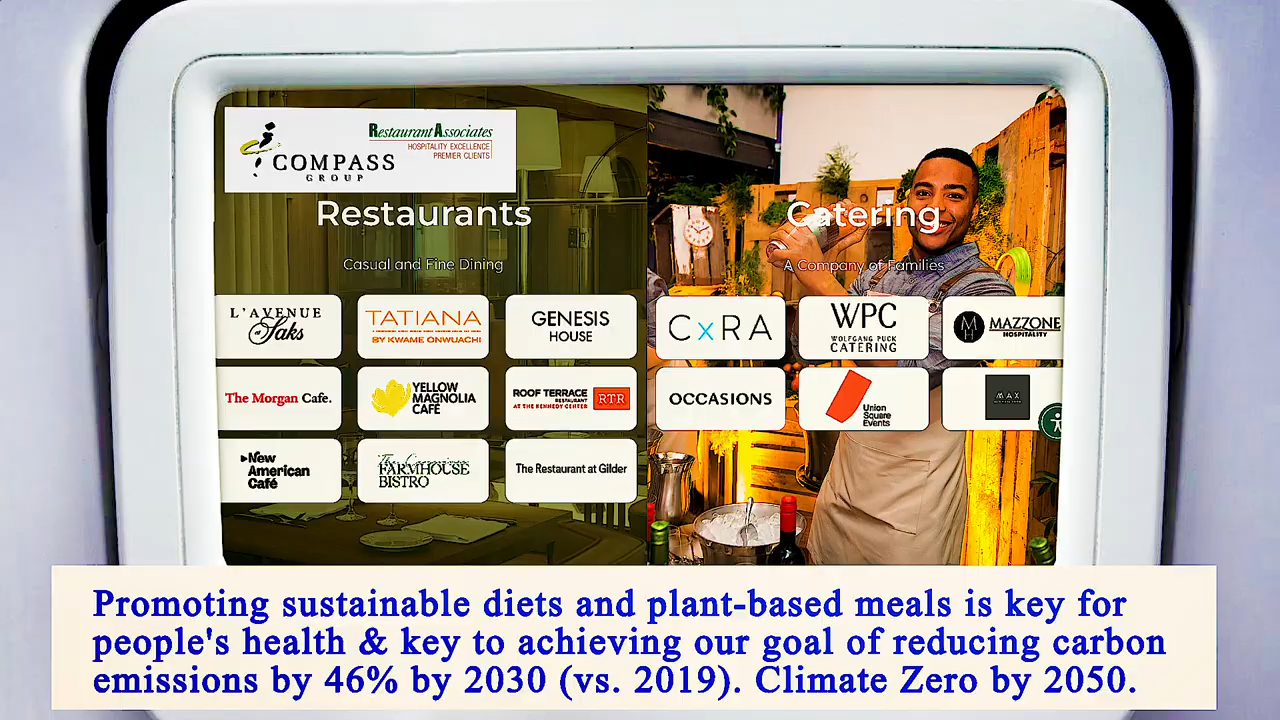 COMPASS
GROUP
Restaurant Associates
HOSPITALITY EXCELLENCE
PREMIER CLIENTS
Restaurants
Casual and Fine Dining
L'AVENUE
Saks
TATIANA
BY KWAME ONWUACHI
GENESIS
HOUSE
The Morgan Cafe.
YELLOW
MAGNOLIA
CAFÉ
ROOF TERRACE
RESTAURANT
AT THE KENNEDY CENTER
RTR
New
American
Café
FARMHOUSE
BISTRO
The Restaurant at Gilder
Catering
A Company of Families
CxRA
WPC
WOLFGANG PUCK
CATERING
MH
MAZZONE
HOSPITALITY
OCCASIONS
Union
Square
Events
MAX
Promoting sustainable diets and plant-based meals is key for
people's health & key to achieving our goal of reducing carbon
emissions by 46% by 2030 (vs. 2019). Climate Zero by 2050.